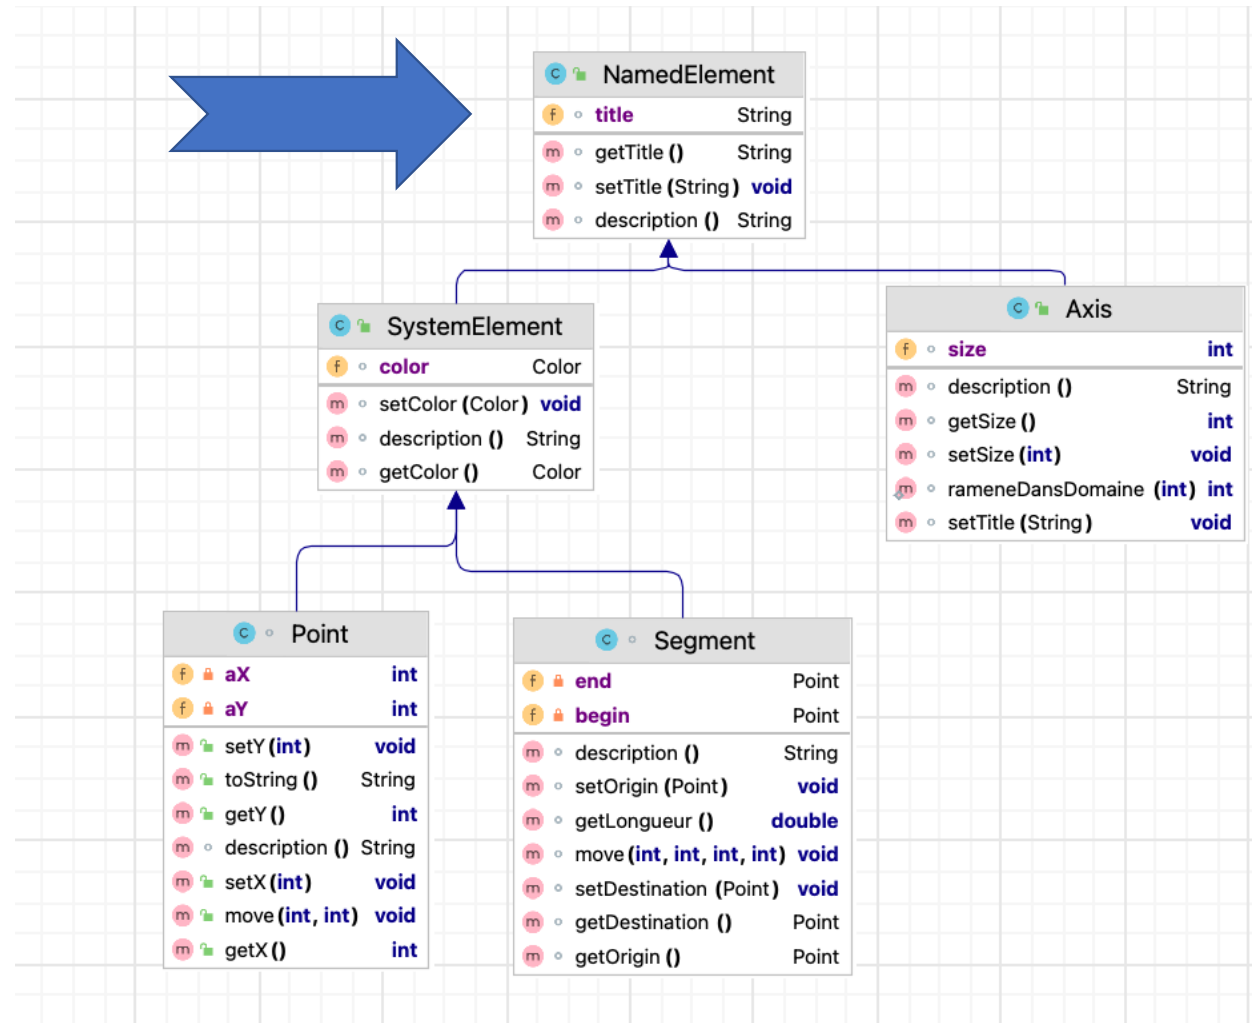 NamedElement
title String
getTitle () String
setTitle (String) void
description () String
SystemElement
color Color
setColor (Color) void
description () String
getColor () Color
Axis
size int
description () String
getSize () int
setSize (int) void
rameneDansDomaine (int) int
setTitle (String) void
Point
aX int
aY int
setY (int) void
toString () String
getY () int
description () String
setX (int) void
move (int, int) void
getX () int
Segment
end Point
begin Point
description () String
setOrigin (Point) void
getLongueur () double
move (int, int, int, int) void
setDestination (Point) void
getDestination () Point
getOrigin () Point